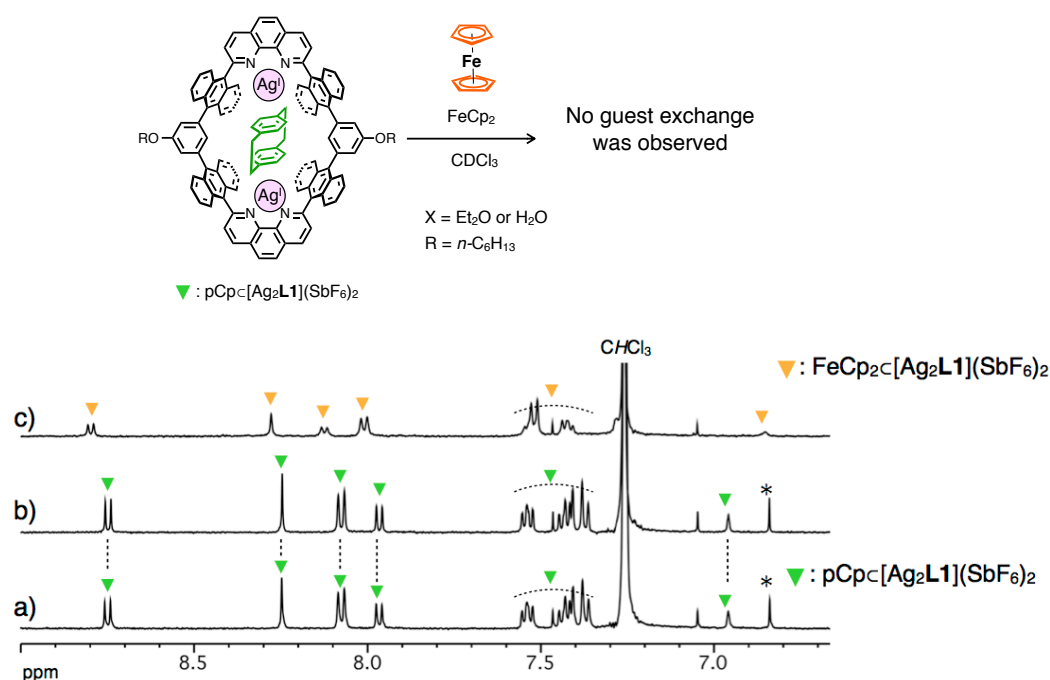 Fe
N N
Ag^I
FeCp₂
No guest exchange
was observed
RO
OR
CDCl₃
Ag^I
N N
X = Et₂O or H₂O
R = n-C₆H₁₃
▼ : pCp⊂[Ag₂L1](SbF₆)₂
CHCl₃
▼: FeCp₂⊂[Ag₂L1](SbF₆)₂
c)
b)
*
▼: pCp⊂[Ag₂L1](SbF₆)₂
a)
*
ppm 8.5 8.0 7.5 7.0